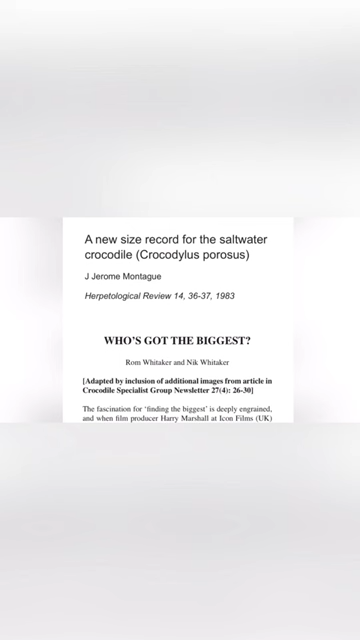 A new size record for the saltwater
crocodile (Crocodylus porosus)
J Jerome Montague
Herpetological Review 14, 36-37, 1983
WHO'S GOT THE BIGGEST?
Rom Whitaker and Nik Whitaker
[Adapted by inclusion of additional images from article in
Crocodile Specialist Group Newsletter 27(4): 26-30]
The fascination for 'finding the biggest' is deeply engrained,
and when film producer Harry Marshall at Icon Films (UK)